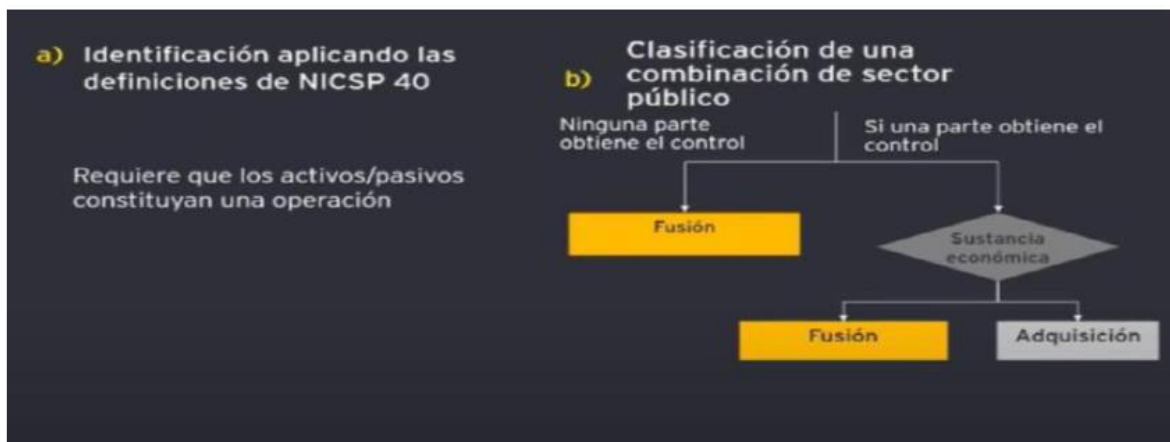 a) Identificación aplicando las
definiciones de NICSP 40
Requiere que los activos/pasivos
constituyan una operación
b) Clasificación de una
combinación de sector
público
Ninguna parte
obtiene el control
Si una parte obtiene el
control
Fusión
Sustancia
económica
Fusión
Adquisición